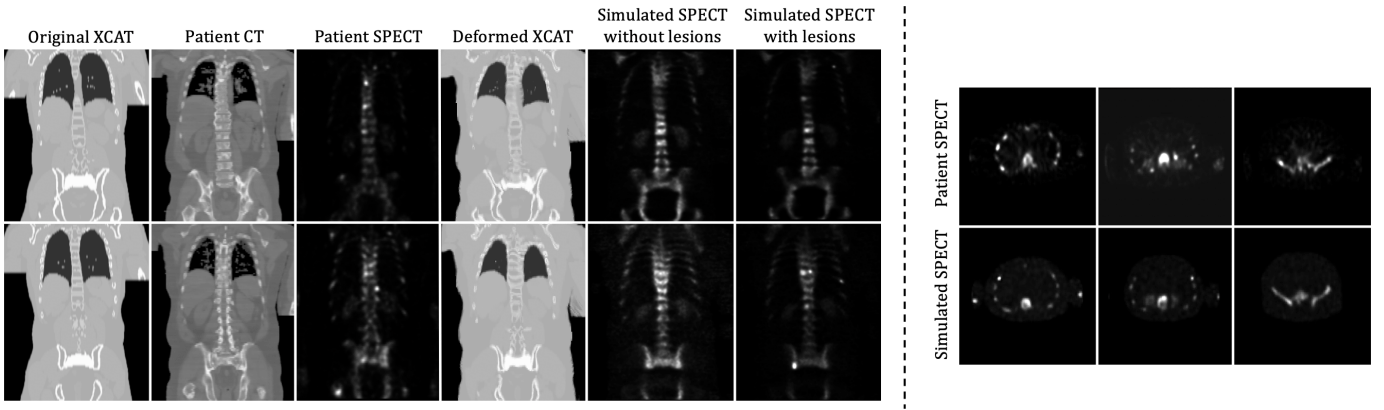 Original XCAT
Patient CT
Patient SPECT
Deformed XCAT
Simulated SPECT
without lesions
Simulated SPECT
with lesions
Patient SPECT
Simulated SPECT